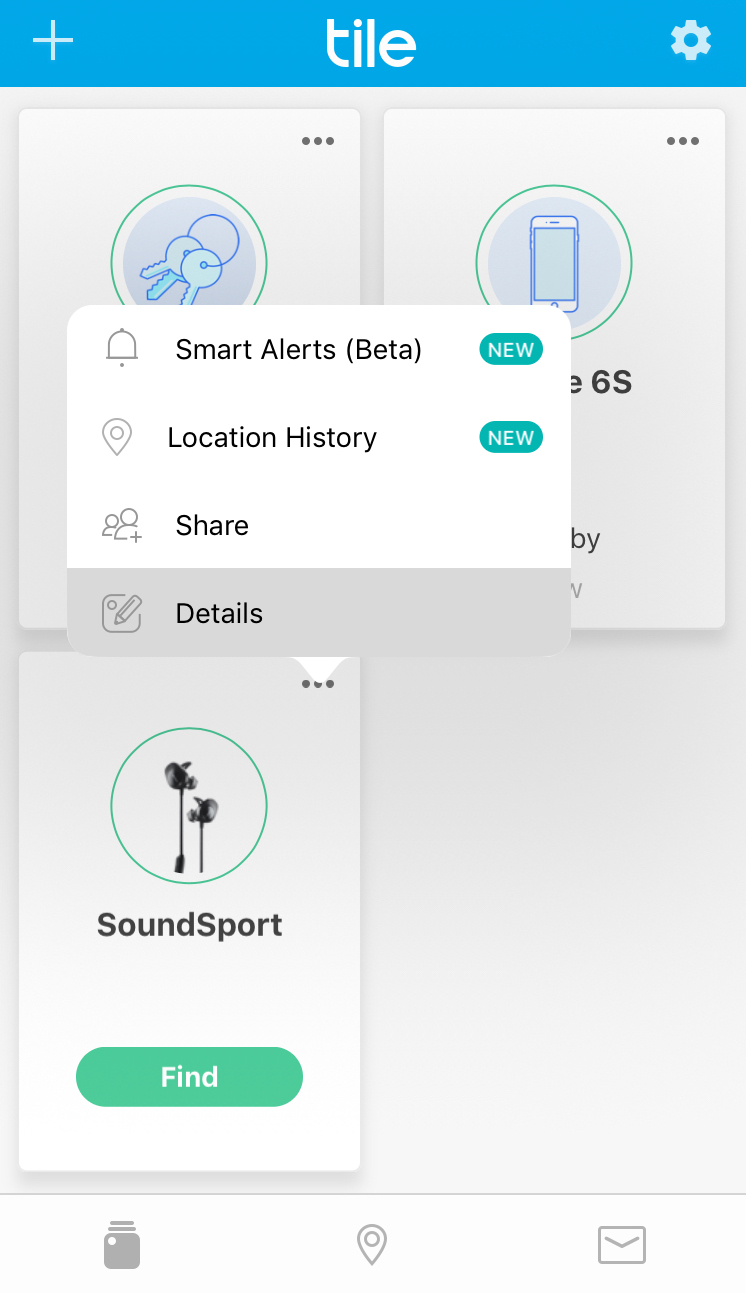 tile
Smart Alerts (Beta) NEW
Location History NEW
Share
Details
6S
by
SoundSport
Find